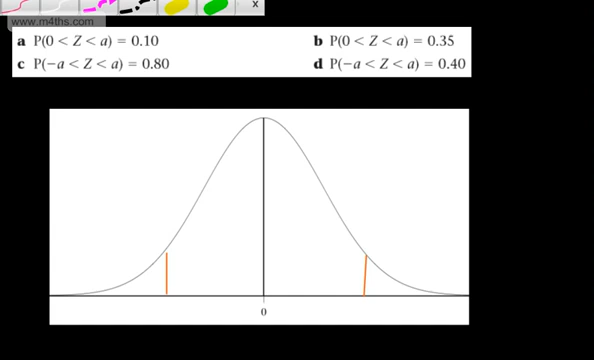 x
www.m4ths.com
a P(0 < Z < a) = 0.10 b P(0 < Z < a) = 0.35
c P(−a < Z < a) = 0.80 d P(−a < Z < a) = 0.40
0